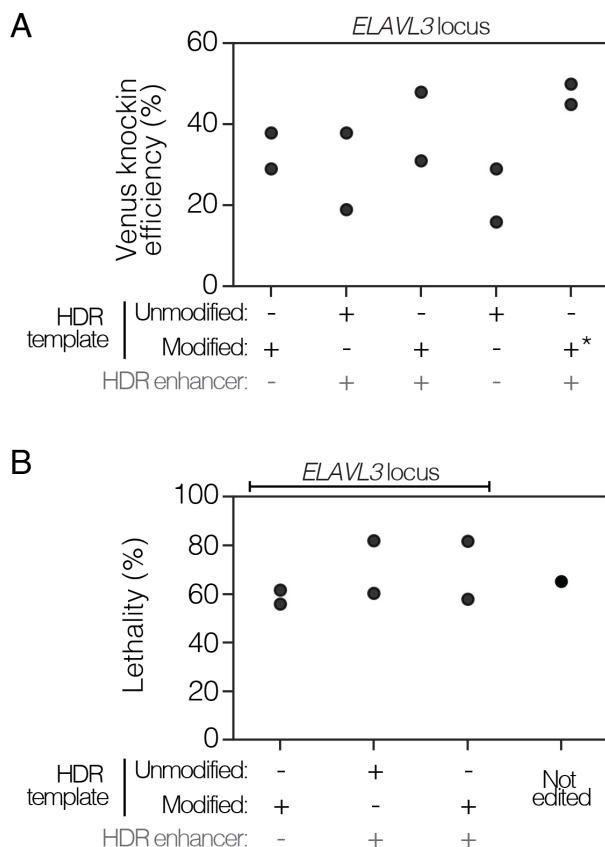 A
ELAVL3 locus
Venus knockin
efficiency (%)
60
40
20
0
HDR
template
Unmodified: - + - + -
Modified: + - + - +*
HDR enhancer: - + + - +
B
ELAVL3 locus
Lethality (%)
100
80
60
40
20
0
HDR
template
Unmodified: - + -
Modified: + - +
HDR enhancer: - + +
Not
edited